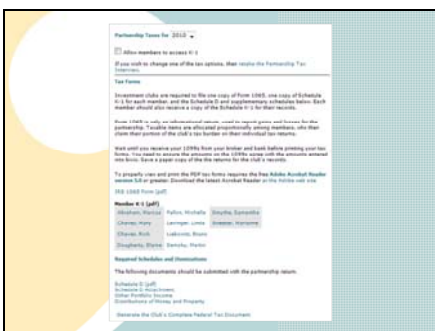 Partnership Taxes for 2010
Allow members to access K-1
If you wish to change one of the tax options, then retake the Partnership Tax
Interview.
Tax Forms
Investment clubs are required to file one copy of Form 1065, one copy of Schedule
K-1 for each member, and the Schedule D and supplementary schedules below. Each
member should also receive a copy of the Schedule K-1 for their records.
Form 1065 is only an informational return, used to report gains and losses for the
partnership. Taxable items are allocated proportionally among members, who then
claim their portion of the club's tax burden on their individual tax returns.
Wait until you receive your 1099s from your broker and bank before printing your tax
forms. You need to ensure the amounts on the 1099s agree with the amounts entered
into bivio. Save a paper copy of the returns for the club's records.
To properly view and print the PDF tax forms requires the free Adobe Acrobat Reader
version 5.0 or greater. Download the latest Acrobat Reader at the Adobe web site
IRS 1065 Form (pdf)
Member K-1 (pdf)
Abraham, Marcus Fallon, Michelle Smythe, Samantha
Chavez, Linda
Chavez, Rick
Dougherty, Elaine
Required Schedules and Statements
The following documents should be submitted with the partnership return.
Schedule D (pdf)
Schedule D Attachment
Other Portfolio Income
Distributions of Money and Property
Generate the Club's Complete Federal Tax Document